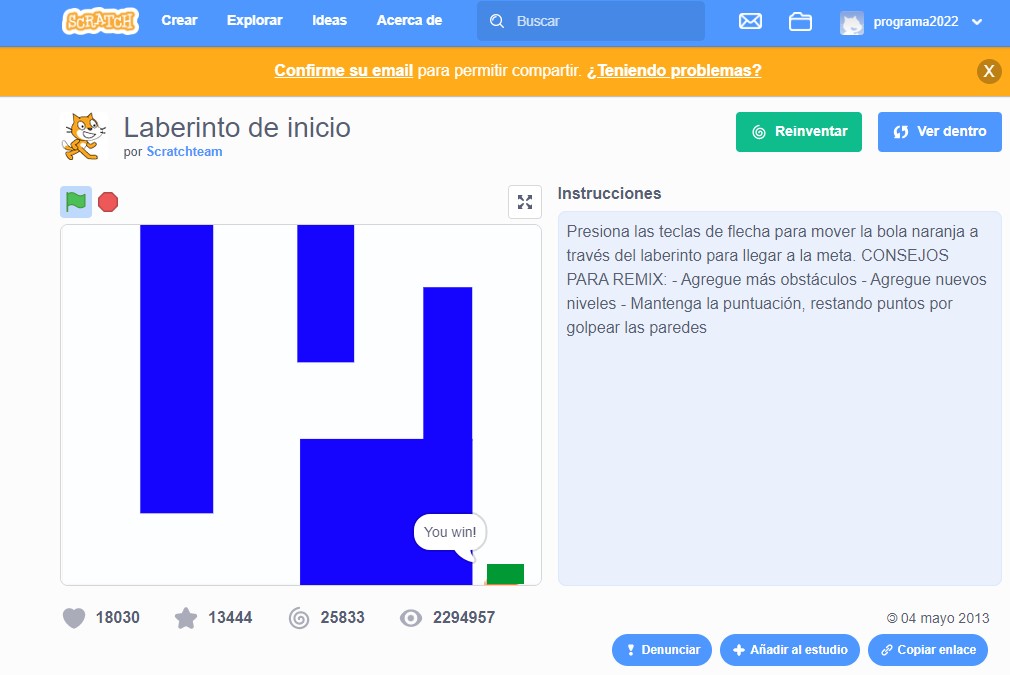 SCRATCH Crear Explorar Ideas Acerca de Buscar programa2022
Confirme su email para permitir compartir. ¿Teniendo problemas? X
Laberinto de inicio
por Scratchteam
Reinventar Ver dentro
Instrucciones
Presiona las teclas de flecha para mover la bola naranja a
través del laberinto para llegar a la meta. CONSEJOS
PARA REMIX: - Agregue más obstáculos - Agregue nuevos
niveles - Mantenga la puntuación, restando puntos por
golpear las paredes
You win!
18030 13444 25833 2294957
© 04 mayo 2013
Denunciar Añadir al estudio Copiar enlace